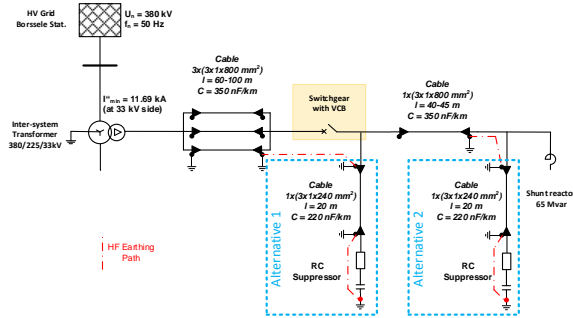 HV Grid
Borssele Stat.
Uₙ = 380 kV
fₙ = 50 Hz
I"min = 11.69 kA
(at 33 kV side)
Inter-system
Transformer
380/225/33kV
Cable
3x(3x1x800 mm²)
l = 60-100 m
C = 350 nF/km
Switchgear
with VCB
Cable
1x(3x1x800 mm²)
l = 40-45 m
C = 350 nF/km
Shunt reacto
65 Mvar
Alternative 1
Cable
1x(3x1x240 mm²)
l = 20 m
C = 220 nF/km
RC
Suppressor
Alternative 2
Cable
1x(3x1x240 mm²)
l = 20 m
C = 220 nF/km
RC
Suppressor
HF Earthing
Path